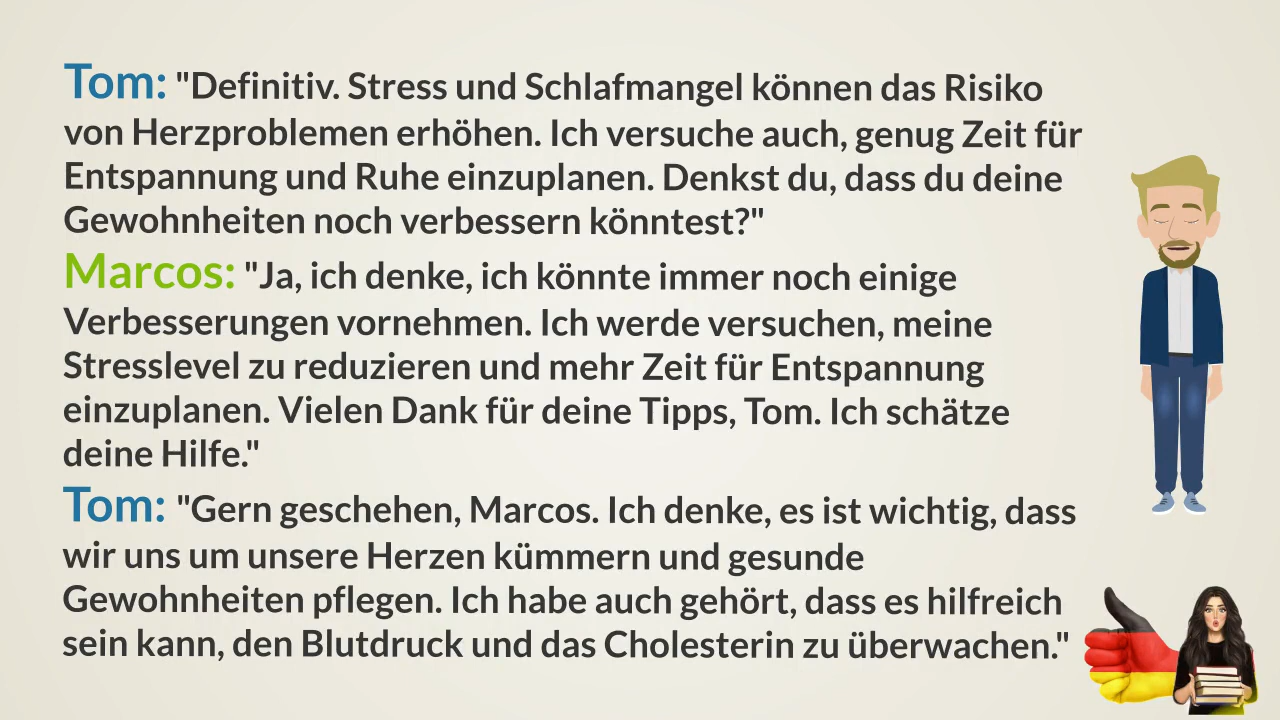 Tom: "Definitiv. Stress und Schlafmangel können das Risiko
von Herzproblemen erhöhen. Ich versuche auch, genug Zeit für
Entspannung und Ruhe einzuplanen. Denkst du, dass du deine
Gewohnheiten noch verbessern könntest?"
Marcos: "Ja, ich denke, ich könnte immer noch einige
Verbesserungen vornehmen. Ich werde versuchen, meine
Stresslevel zu reduzieren und mehr Zeit für Entspannung
einzuplanen. Vielen Dank für deine Tipps, Tom. Ich schätze
deine Hilfe."
Tom: "Gern geschehen, Marcos. Ich denke, es ist wichtig, dass
wir uns um unsere Herzen kümmern und gesunde
Gewohnheiten pflegen. Ich habe auch gehört, dass es hilfreich
sein kann, den Blutdruck und das Cholesterin zu überwachen."